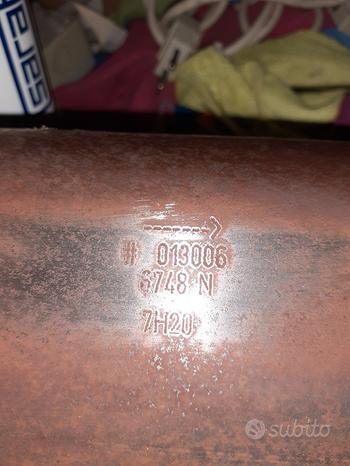 -------->
# 013006
6748 N
7H20
subito